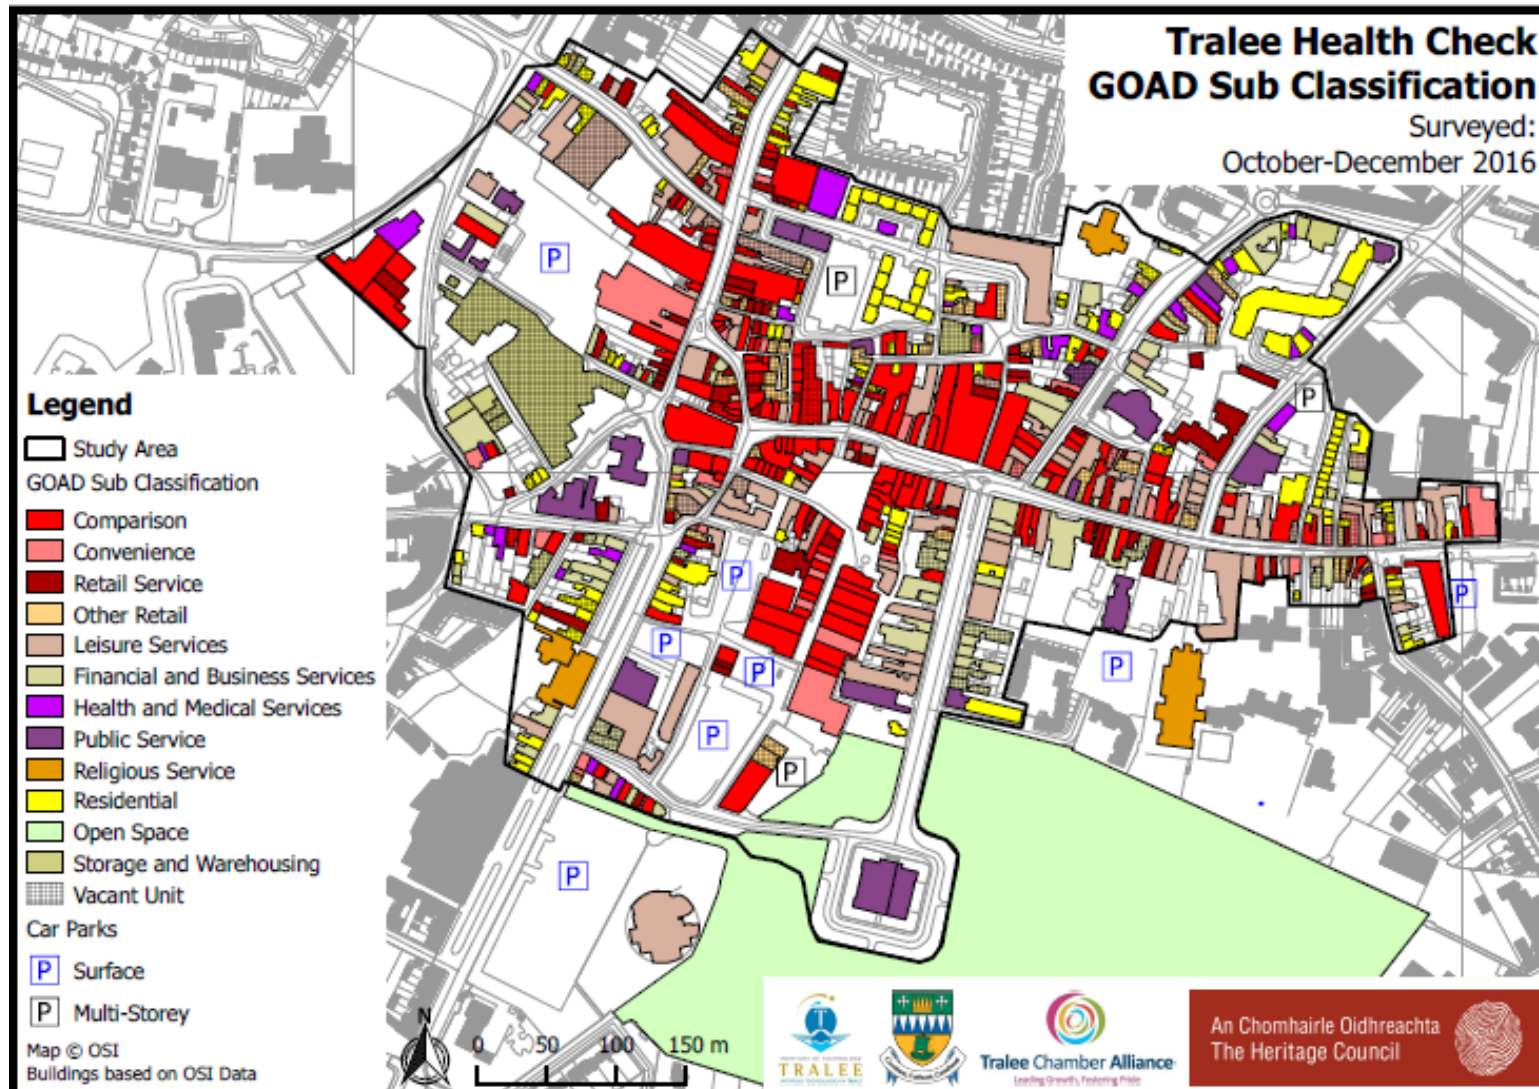 Tralee Health Check
GOAD Sub Classification
Surveyed:
October-December 2016
P
P
P
P
P
P
P
P
P
P
P
Legend
Study Area
GOAD Sub Classification
Comparison
Convenience
Retail Service
Other Retail
Leisure Services
Financial and Business Services
Health and Medical Services
Public Service
Religious Service
Residential
Open Space
Storage and Warehousing
Vacant Unit
Car Parks
P Surface
P Multi-Storey
Map © OSI
Buildings based on OSI Data
N
0 50 100 150 m
T
TRALEE
Tralee Chamber Alliance
Leading Growth, Fostering Pride
An Chomhairle Oidhreachta
The Heritage Council